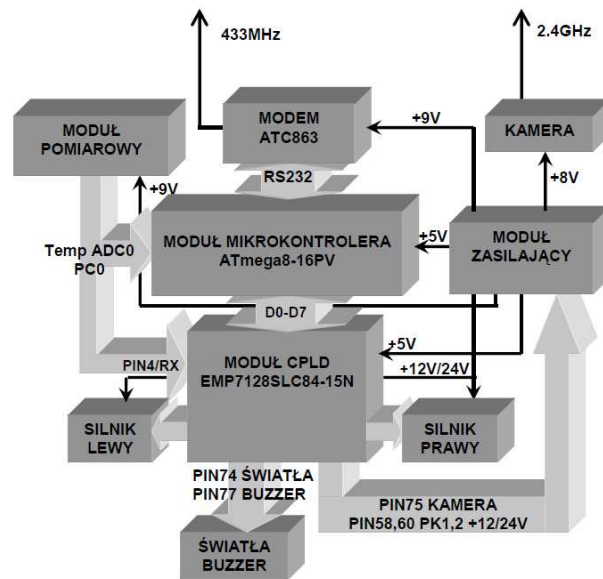 433MHz
2.4GHz
MODEM
ATC863
+9V
KAMERA
MODUŁ
POMIAROWY
RS232
+9V
+8V
MODUŁ MIKROKONTROLERA
ATmega8-16PV
+5V
MODUŁ
ZASILAJĄCY
Temp ADC0
PC0
D0-D7
MODUŁ CPLD
EMP7128SLC84-15N
+5V
+12V/24V
PIN4/RX
SILNIK
LEWY
SILNIK
PRAWY
PIN74 ŚWIATŁA
PIN77 BUZZER
PIN75 KAMERA
PIN58,60 PK1,2 +12/24V
ŚWIATŁA
BUZZER